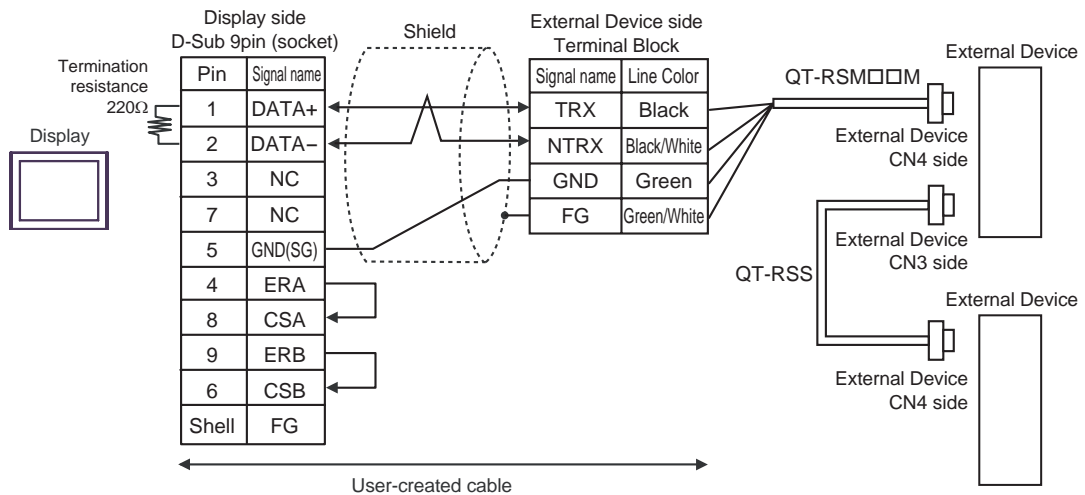 Display side
D-Sub 9pin (socket)
Shield
External Device side
Terminal Block
External Device
Termination
resistance
220Ω
Display
Pin Signal name
1 DATA+
2 DATA−
3 NC
7 NC
5 GND(SG)
4 ERA
8 CSA
9 ERB
6 CSB
Shell FG
Signal name Line Color
TRX Black
NTRX Black/White
GND Green
FG Green/White
QT-RSM□□M
External Device
CN4 side
External Device
CN3 side
QT-RSS
External Device
External Device
CN4 side
User-created cable